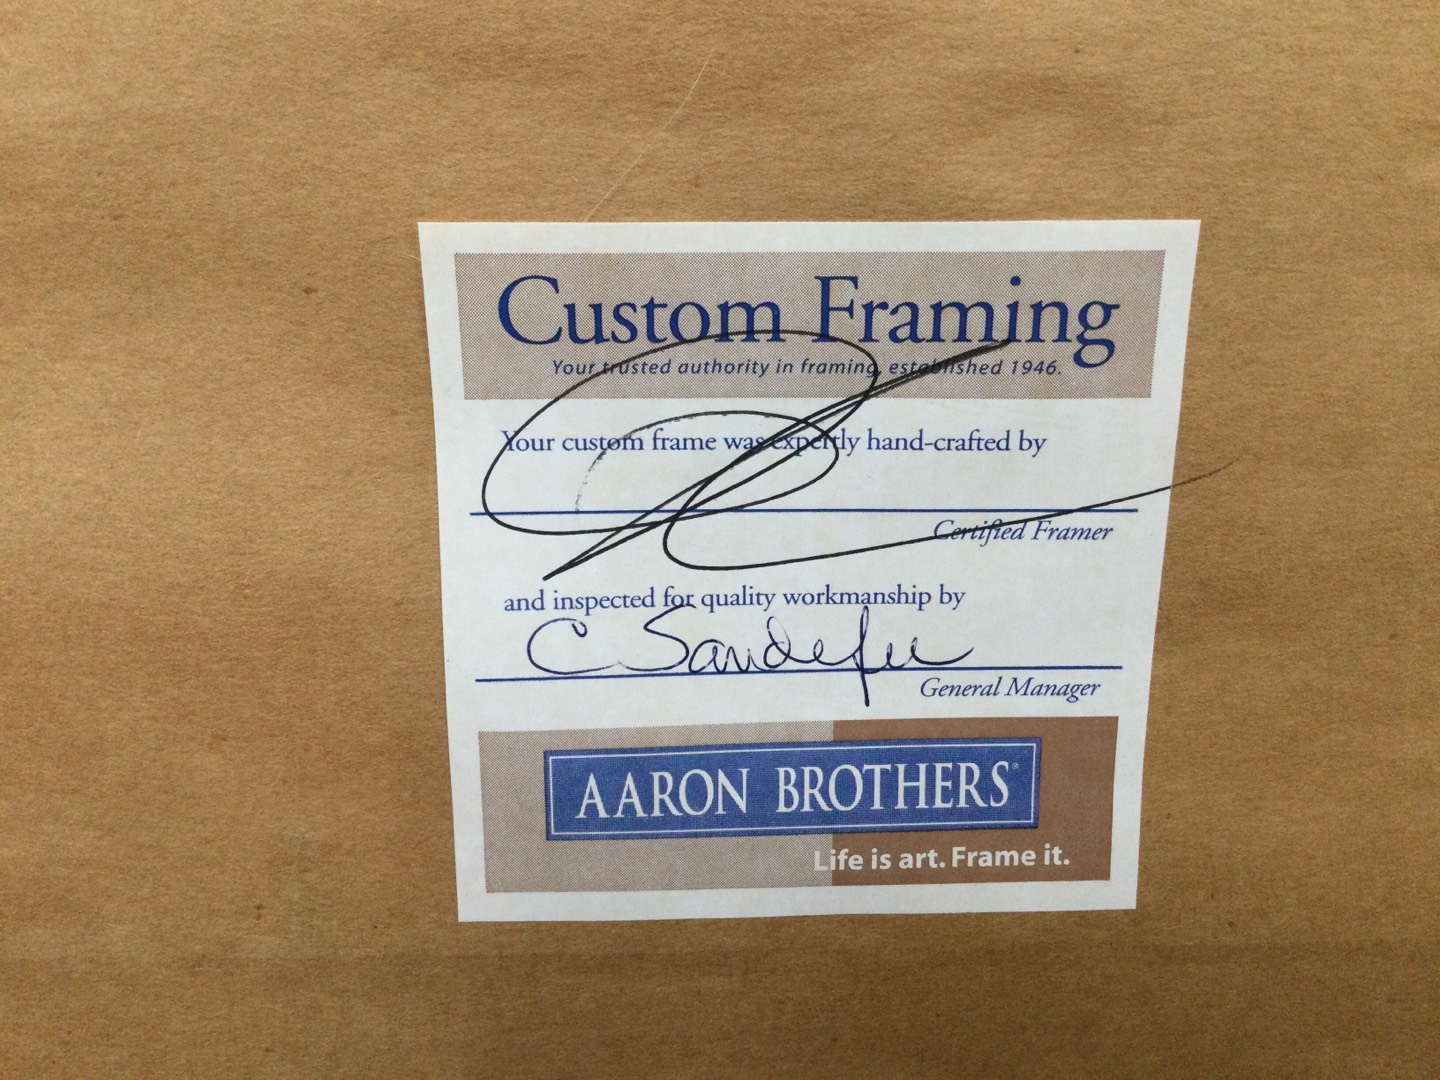 Custom Framing
Your trusted authority in framing, established 1946.
Your custom frame was expertly hand-crafted by
Certified Framer
and inspected for quality workmanship by
C Sandefur
General Manager
AARON BROTHERS®
Life is art. Frame it.